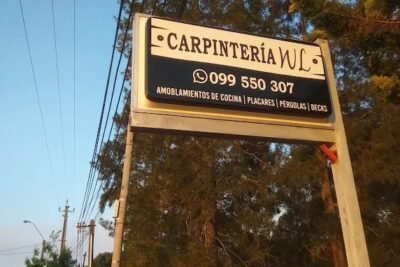 CARPINTERÍA WL
099 550 307
AMOBLAMIENTOS DE COCINA | PLACARES | PÉRGOLAS | DECKS